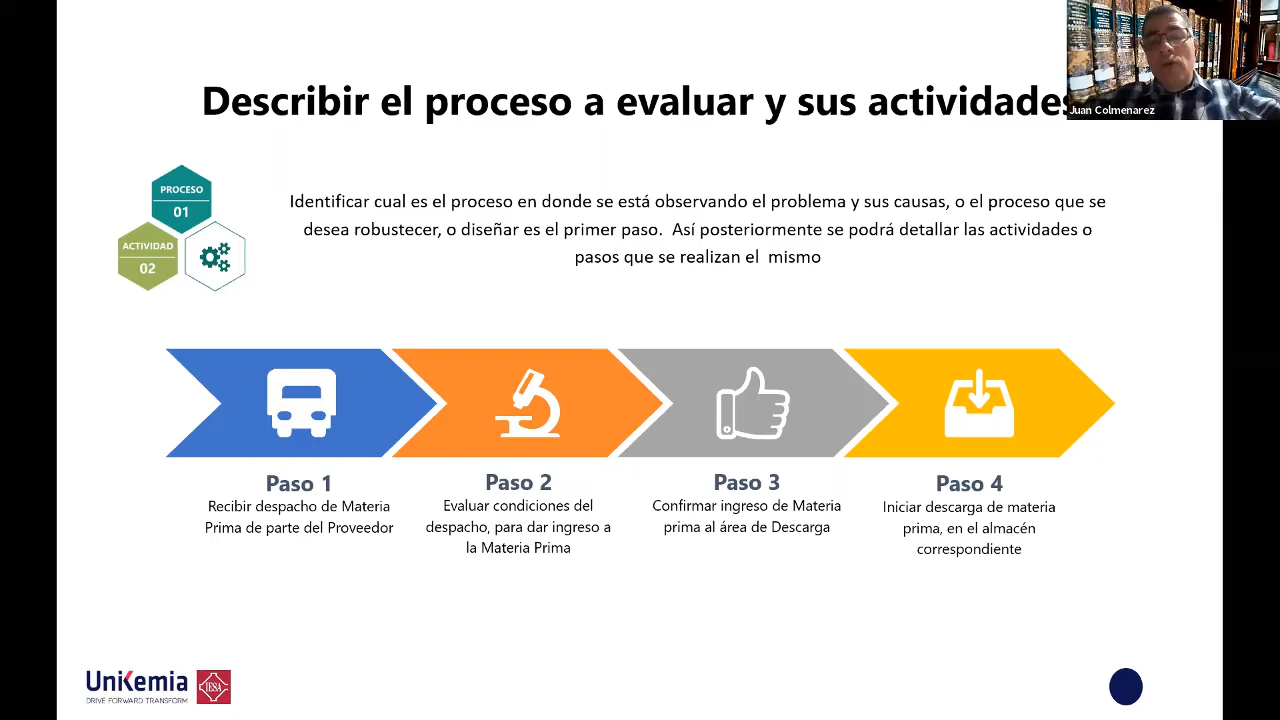 Describir el proceso a evaluar y sus actividades
Juan Colmenarez
PROCESO
01
ACTIVIDAD
02
Identificar cual es el proceso en donde se está observando el problema y sus causas, o el proceso que se
desea robustecer, o diseñar es el primer paso. Así posteriormente se podrá detallar las actividades o
pasos que se realizan el mismo
Paso 1
Recibir despacho de Materia
Prima de parte del Proveedor
Paso 2
Evaluar condiciones del
despacho, para dar ingreso a
la Materia Prima
Paso 3
Confirmar ingreso de Materia
prima al área de Descarga
Paso 4
Iniciar descarga de materia
prima, en el almacén
correspondiente
UniKemia
DRIVE FORWARD TRANSFORM
IESA